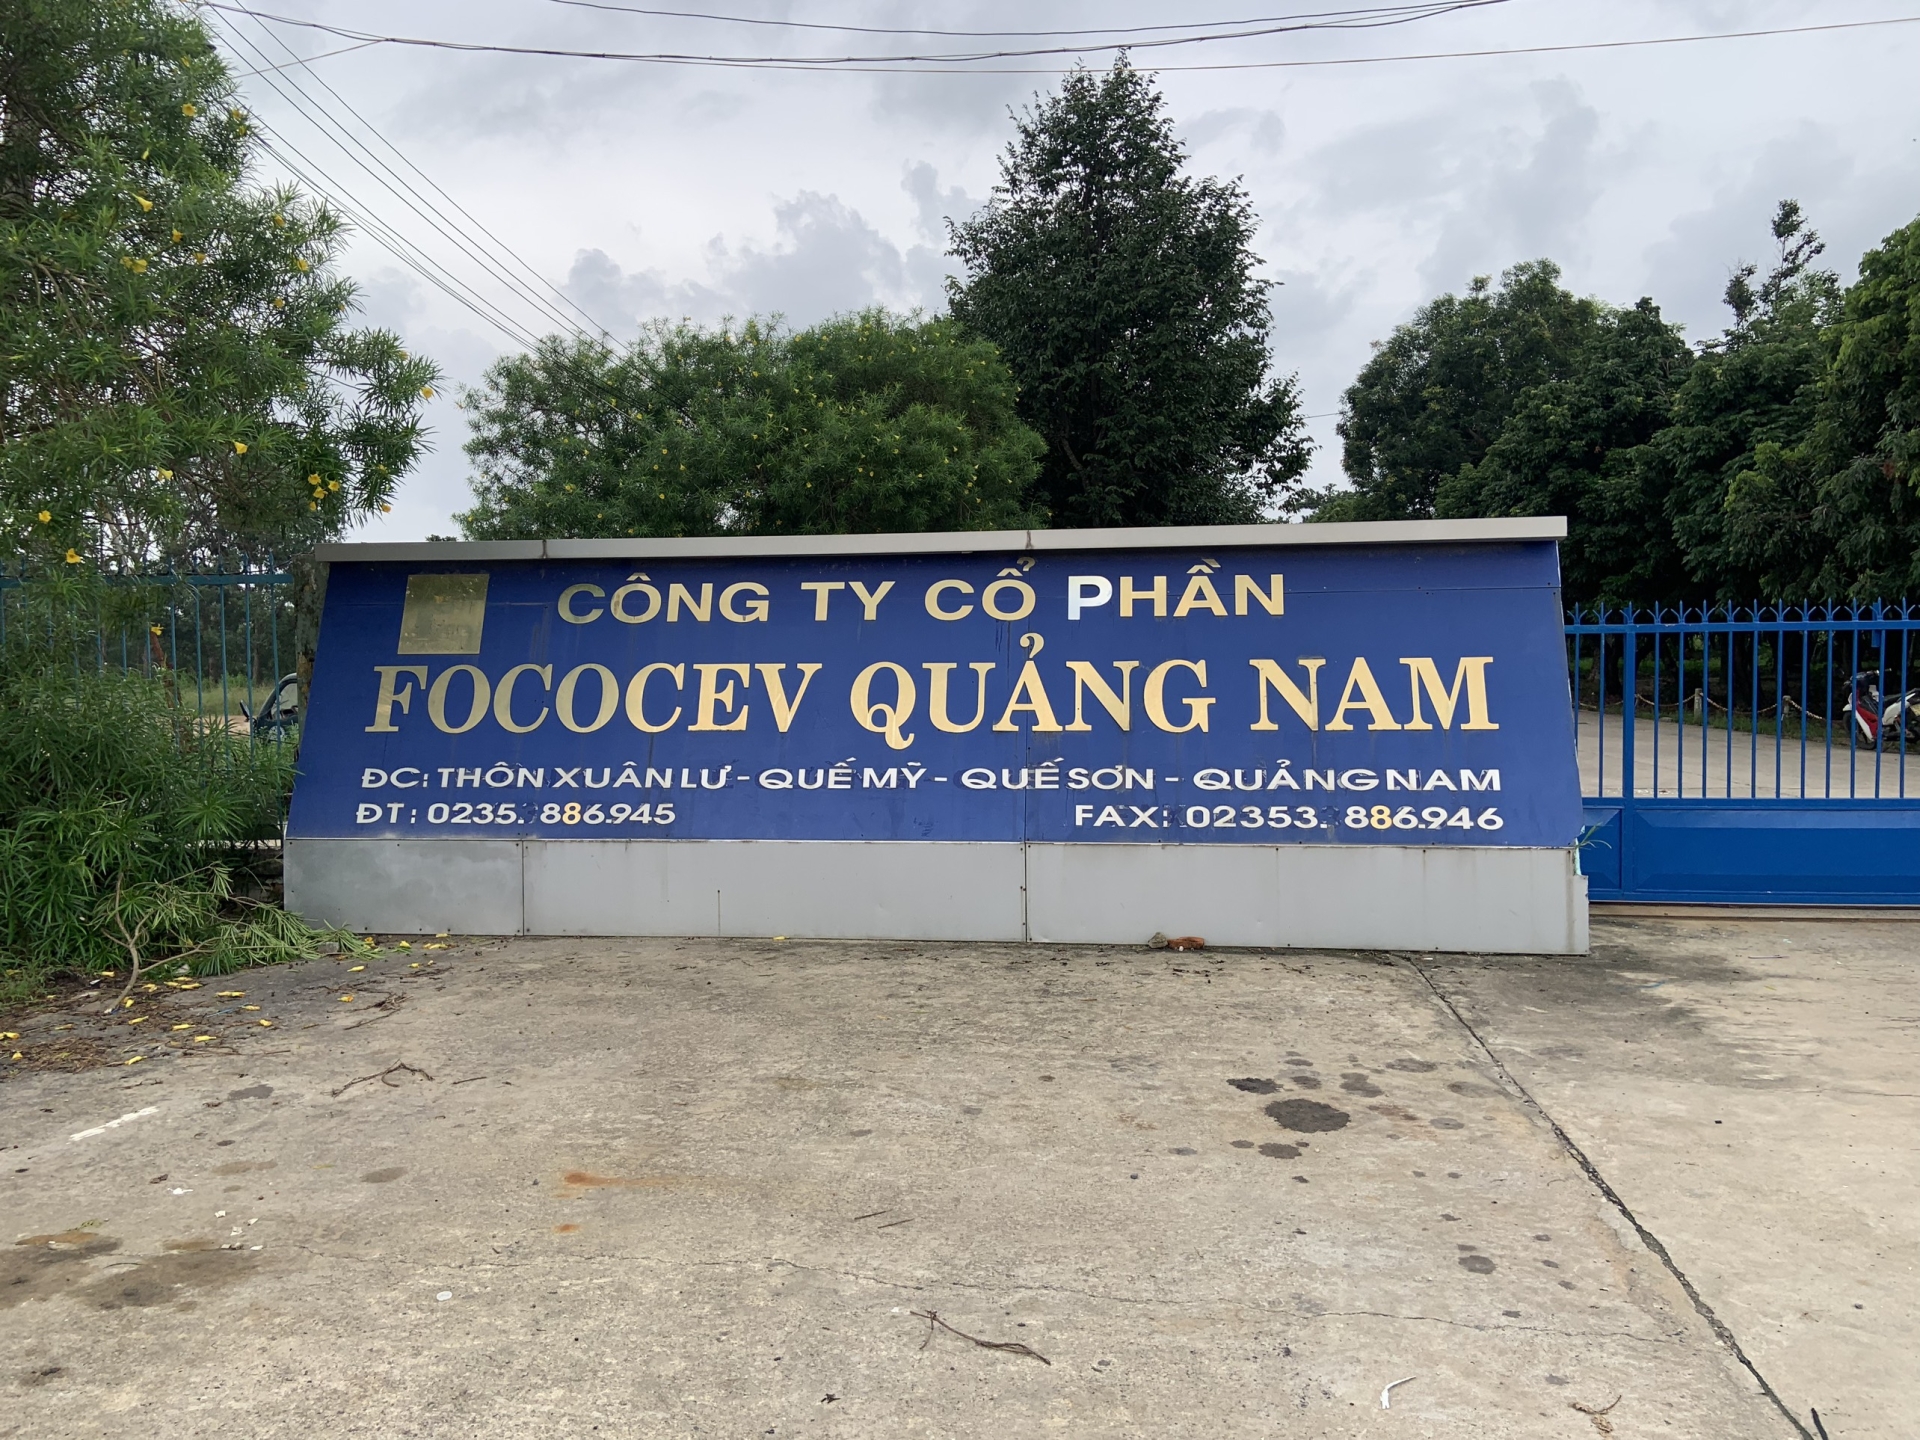 CÔNG TY CỔ PHẦN
FOCOCEV QUẢNG NAM
ĐC: THÔN XUÂN LƯ - QUẾ MỸ - QUẾ SƠN - QUẢNG NAM
ĐT: 0235. 886.945 FAX: 02353. 886.946